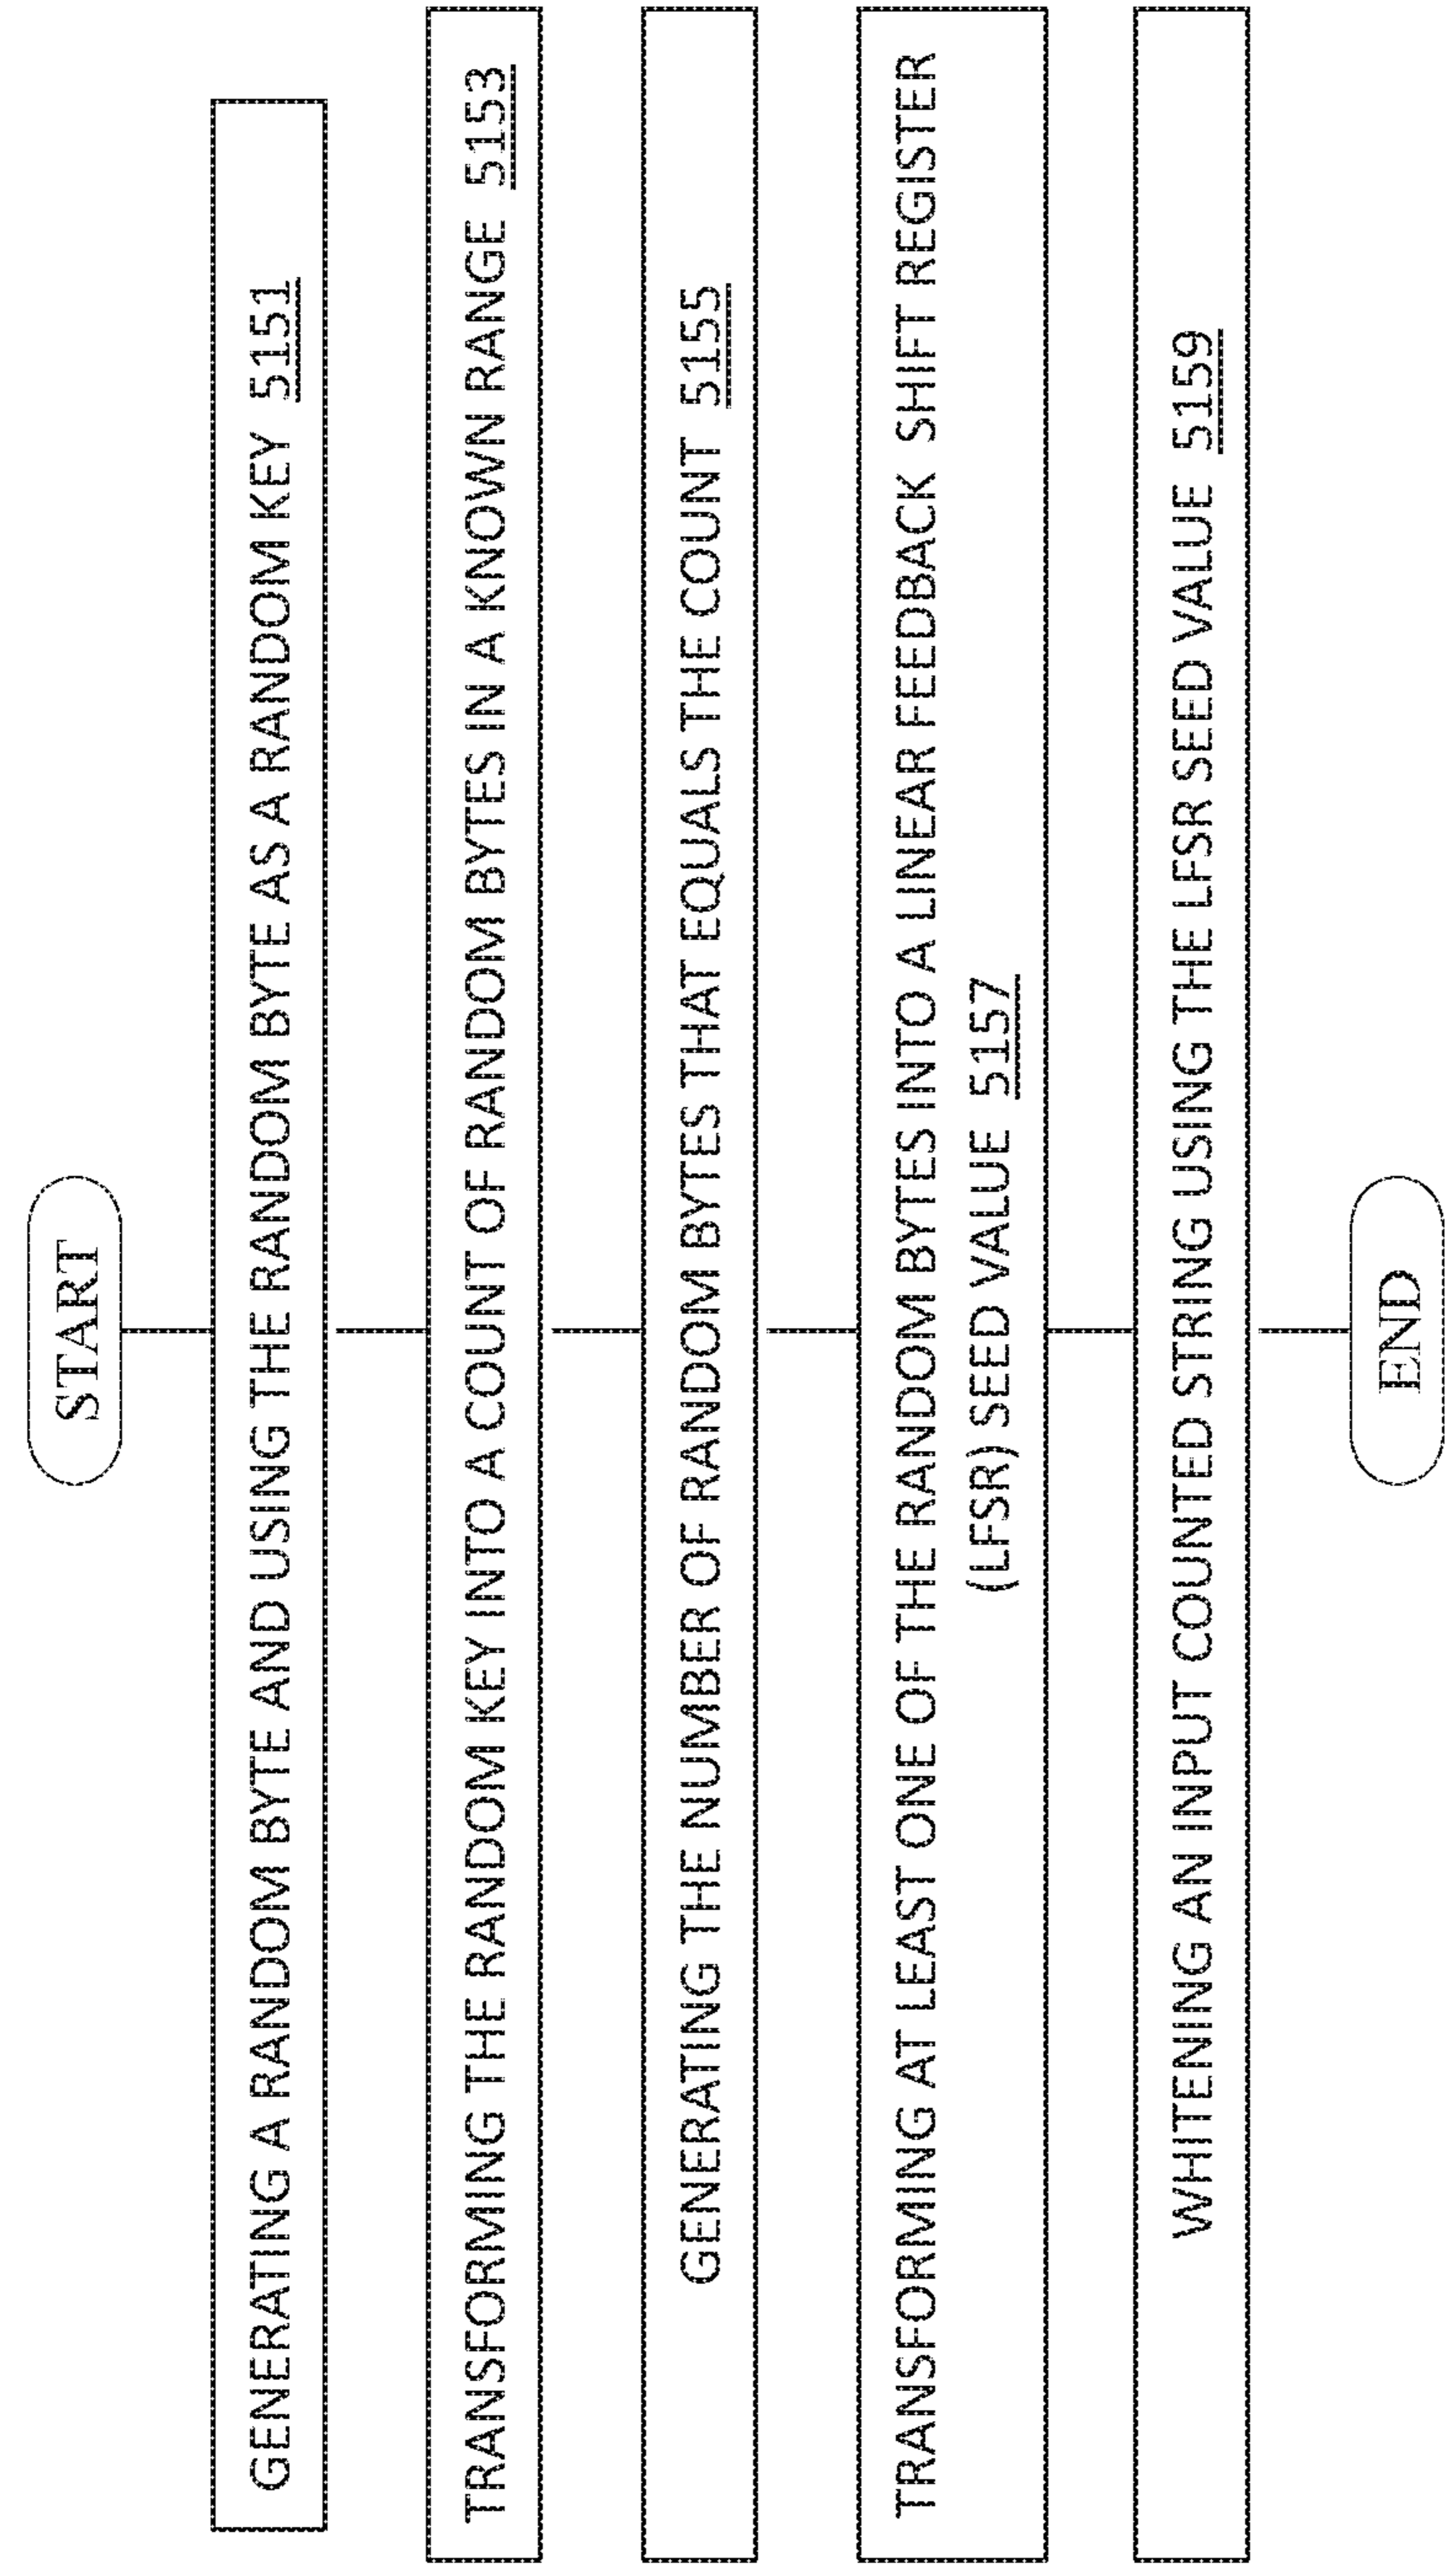 START
GENERATING A RANDOM BYTE AND USING THE RANDOM BYTE AS A RANDOM KEY 5151
TRANSFORMING THE RANDOM KEY INTO A COUNT OF RANDOM BYTES IN A KNOWN RANGE 5153
GENERATING THE NUMBER OF RANDOM BYTES THAT EQUALS THE COUNT 5155
TRANSFORMING AT LEAST ONE OF THE RANDOM BYTES INTO A LINEAR FEEDBACK SHIFT REGISTER
(LFSR) SEED VALUE 5157
WHITENING AN INPUT COUNTED STRING USING THE LFSR SEED VALUE 5159
END